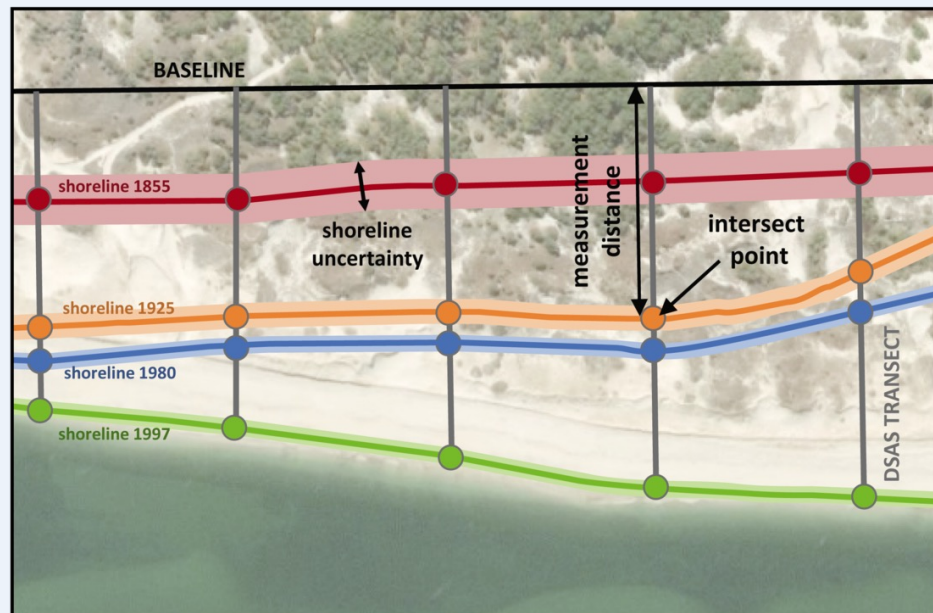 BASELINE
shoreline 1855
shoreline
uncertainty
measurement
distance
intersect
point
shoreline 1925
shoreline 1980
shoreline 1997
DSAS TRANSECT